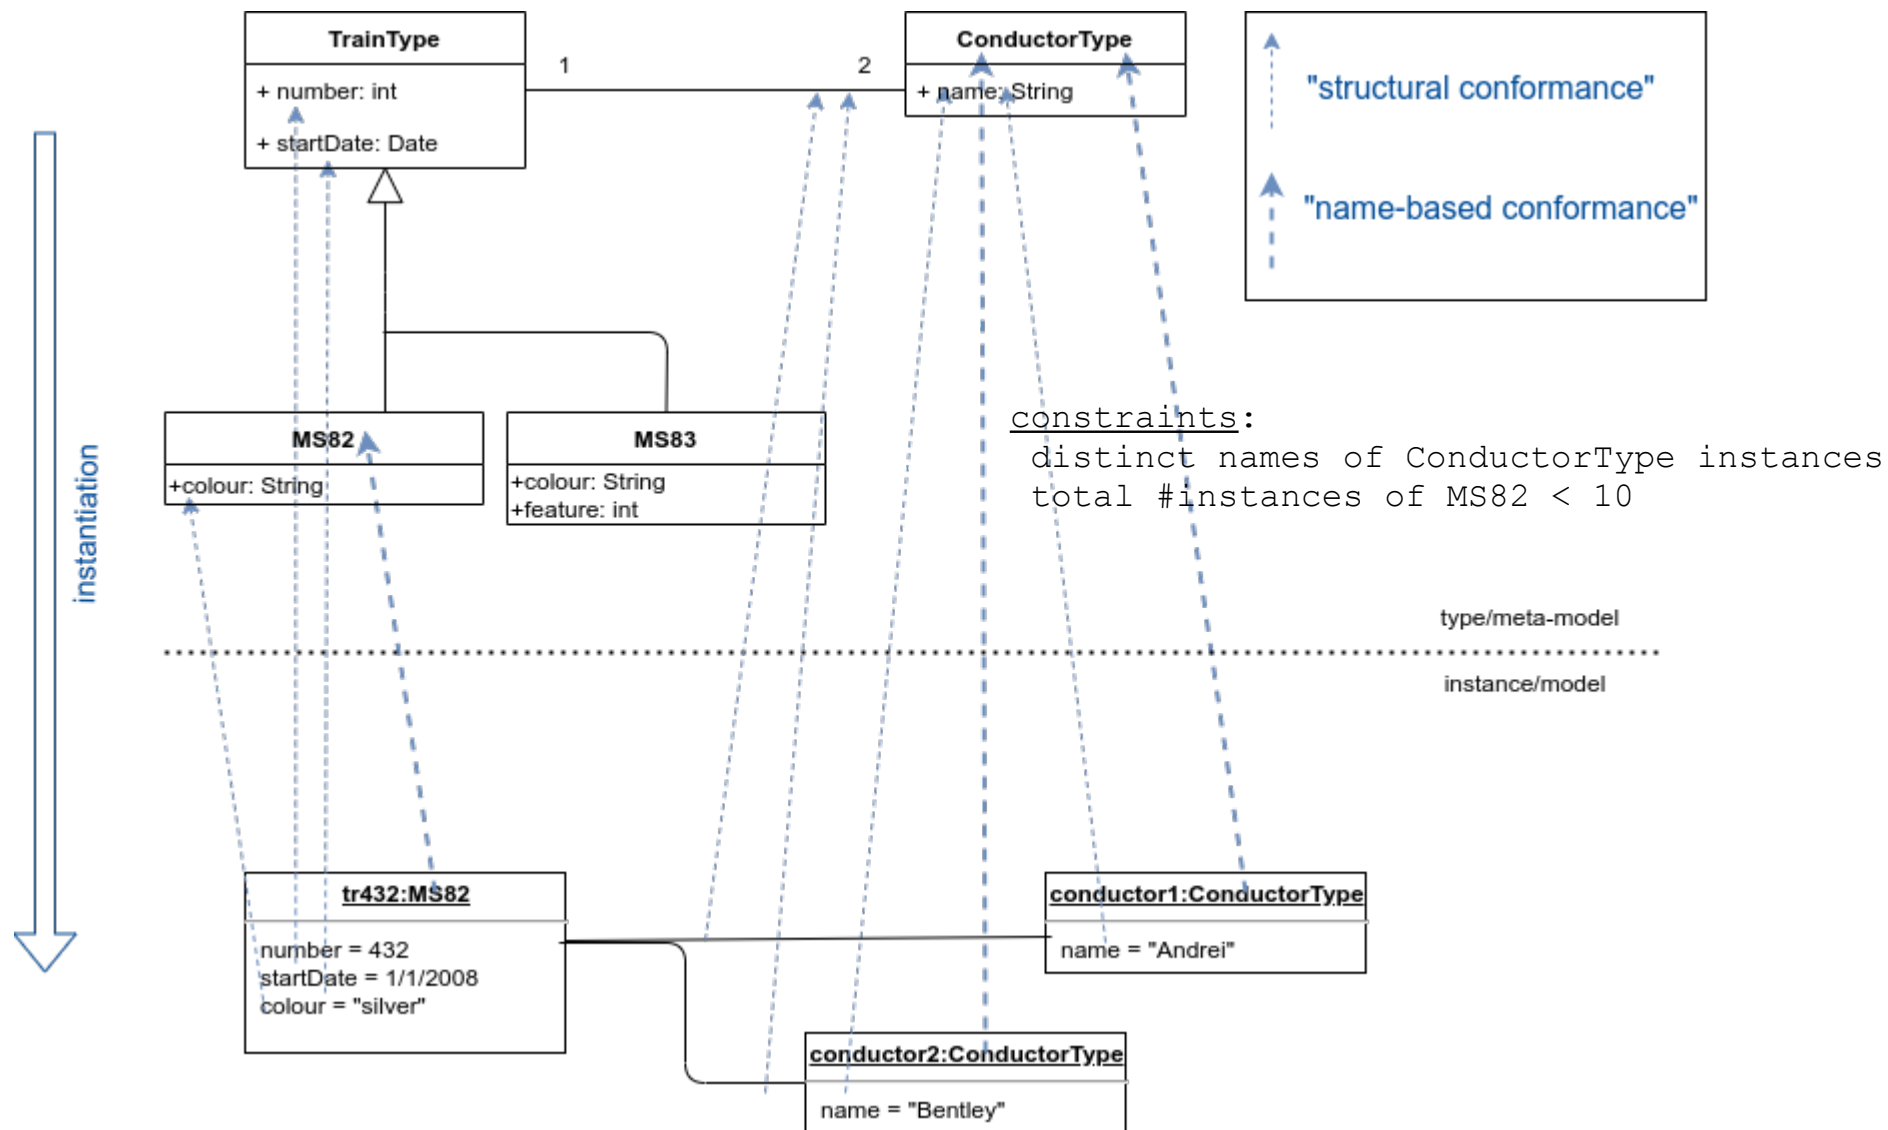 TrainType
+ number: int
+ startDate: Date
1
2
ConductorType
+ name: String
"structural conformance"
"name-based conformance"
instantiation
MS82
+colour: String
MS83
+colour: String
+feature: int
constraints:
distinct names of ConductorType instances
total #instances of MS82 < 10
type/meta-model
instance/model
tr432:MS82
number = 432
startDate = 1/1/2008
colour = "silver"
conductor1:ConductorType
name = "Andrei"
conductor2:ConductorType
name = "Bentley"